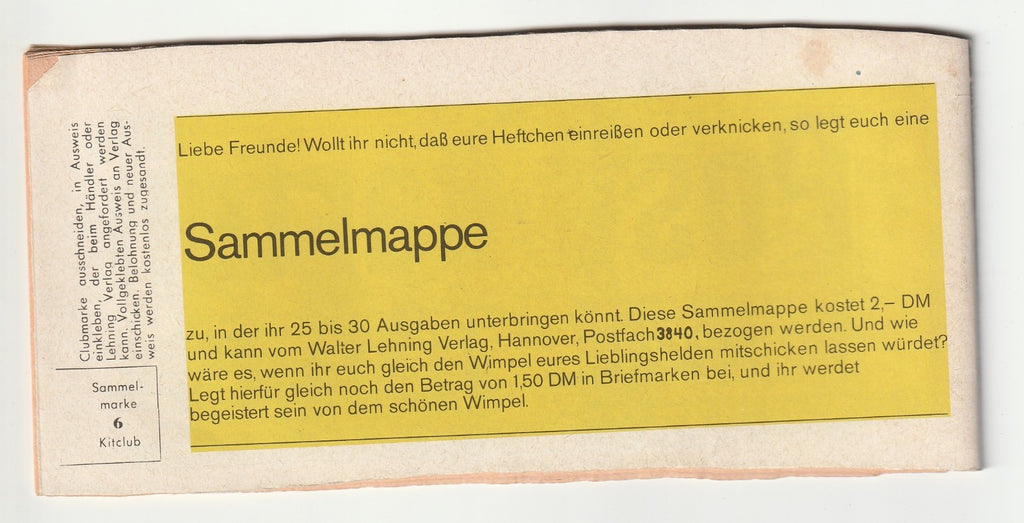 Clubmarke ausschneiden, in Ausweis
einkleben, der beim Händler oder
Lehning Verlag angefordert werden
kann. Vollgeklebten Ausweis an Verlag
einschicken. Belohnung und neuer Aus-
weis werden kostenlos zugesandt.
Sammel-
marke
6
Kitclub
Liebe Freunde! Wollt ihr nicht, daß eure Heftchen einreißen oder verknicken, so legt euch eine
Sammelmappe
zu, in der ihr 25 bis 30 Ausgaben unterbringen könnt. Diese Sammelmappe kostet 2,– DM
und kann vom Walter Lehning Verlag, Hannover, Postfach 3840, bezogen werden. Und wie
wäre es, wenn ihr euch gleich den Wimpel eures Lieblingshelden mitschicken lassen würdet?
Legt hierfür gleich noch den Betrag von 1,50 DM in Briefmarken bei, und ihr werdet
begeistert sein von dem schönen Wimpel.